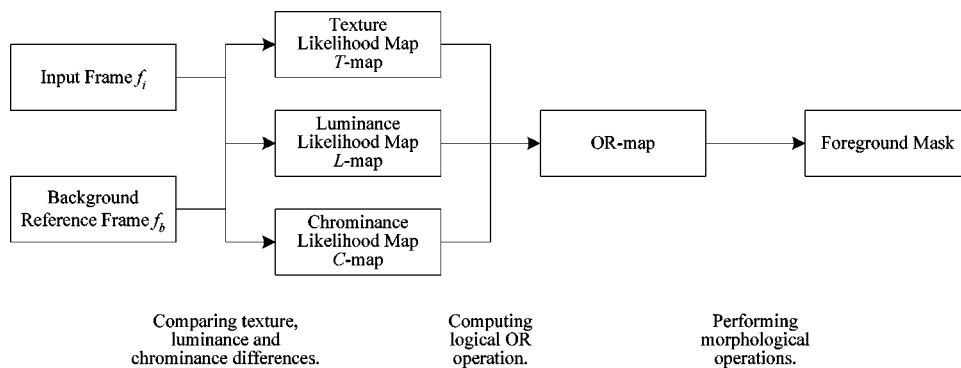 Input Frame f_i
Background
Reference Frame f_b
Texture
Likelihood Map
T-map
Luminance
Likelihood Map
L-map
Chrominance
Likelihood Map
C-map
OR-map
Foreground Mask
Comparing texture,
luminance and
chrominance differences.
Computing
logical OR
operation.
Performing
morphological
operations.